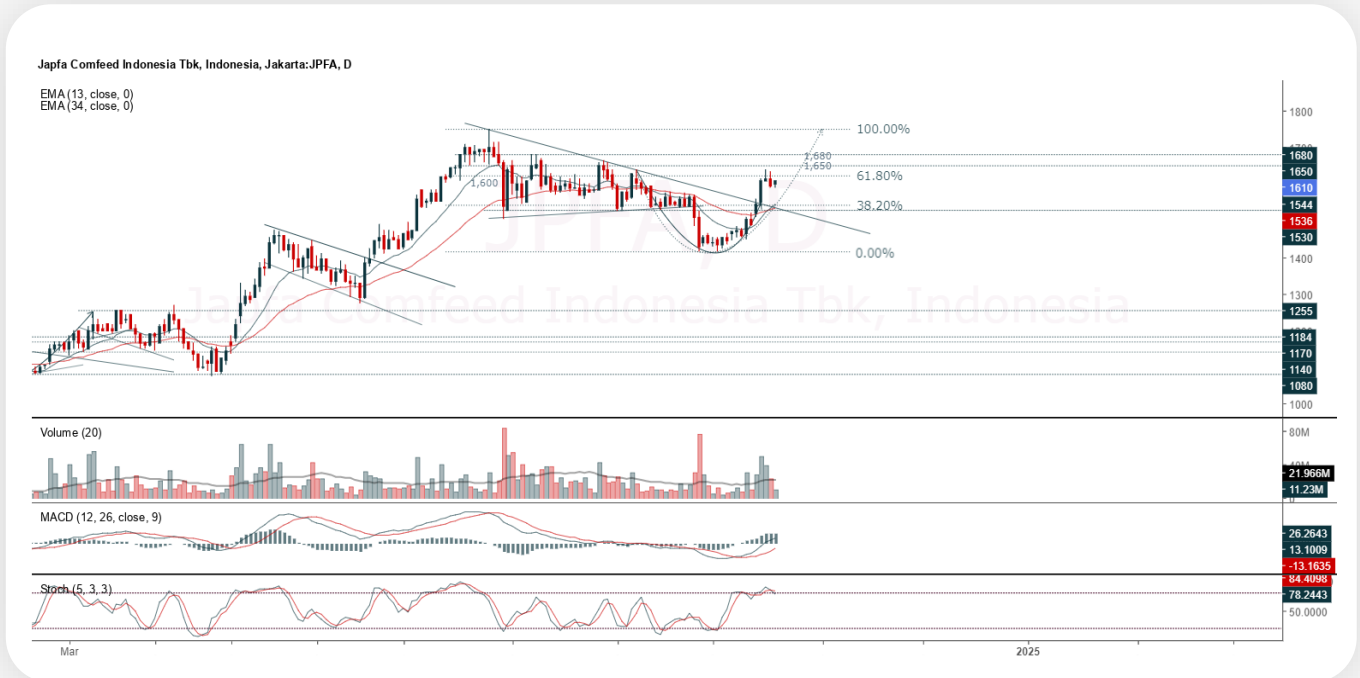 Japfa Comfeed Indonesia Tbk, Indonesia, Jakarta:JPFA, D
EMA (13, close, 0)
EMA (34, close, 0)
1800
100.00%
1,680
1680
1,650
1650
1,600
61.80%
1610
38.20%
1544
1536
1530
JPFA, D
0.00%
1400
Japfa Comfeed Indonesia Tbk, Indonesia
1300
1255
1184
1170
1140
1080
1000
Volume (20)
80M
21.966M
11.23M
0
MACD (12, 26, close, 9)
26.2643
13.1009
-13.1635
Stoch (5, 3, 3)
84.4098
78.2443
50.0000
Mar
2025